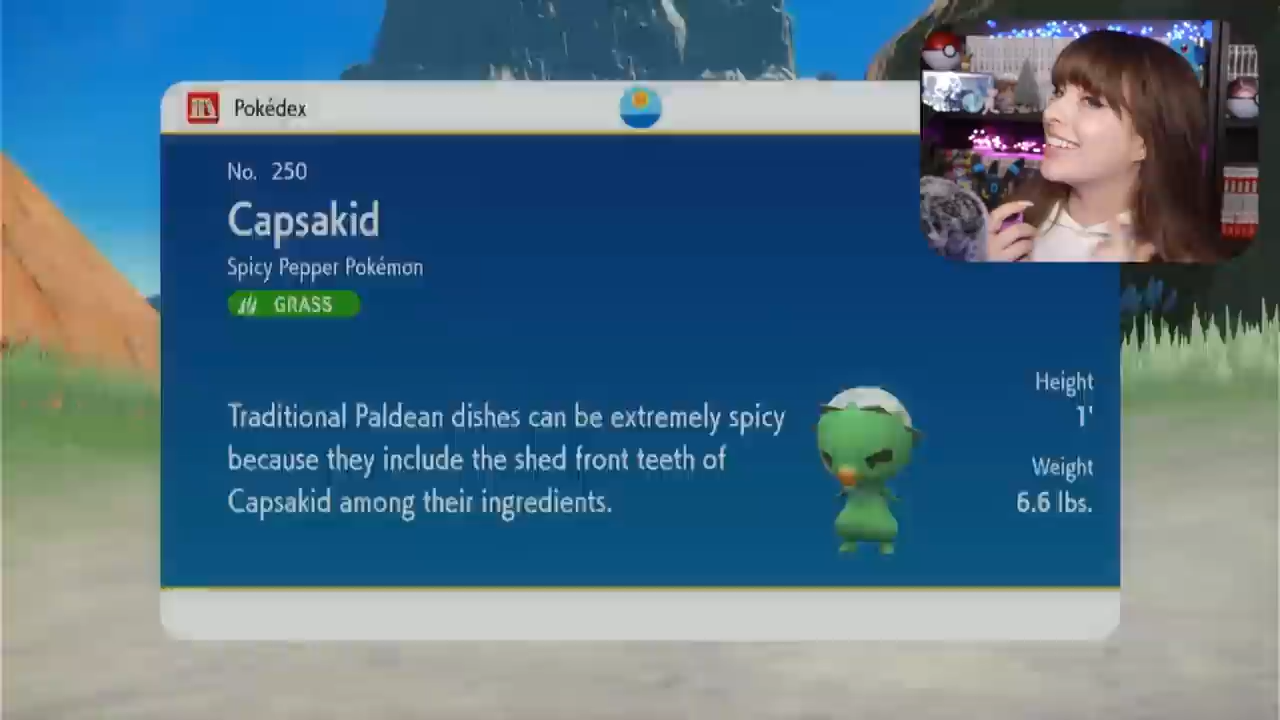 Pokédex
No. 250
Capsakid
Spicy Pepper Pokémon
GRASS
Height
1'
Traditional Paldean dishes can be extremely spicy
because they include the shed front teeth of
Capsakid among their ingredients.
Weight
6.6 lbs.